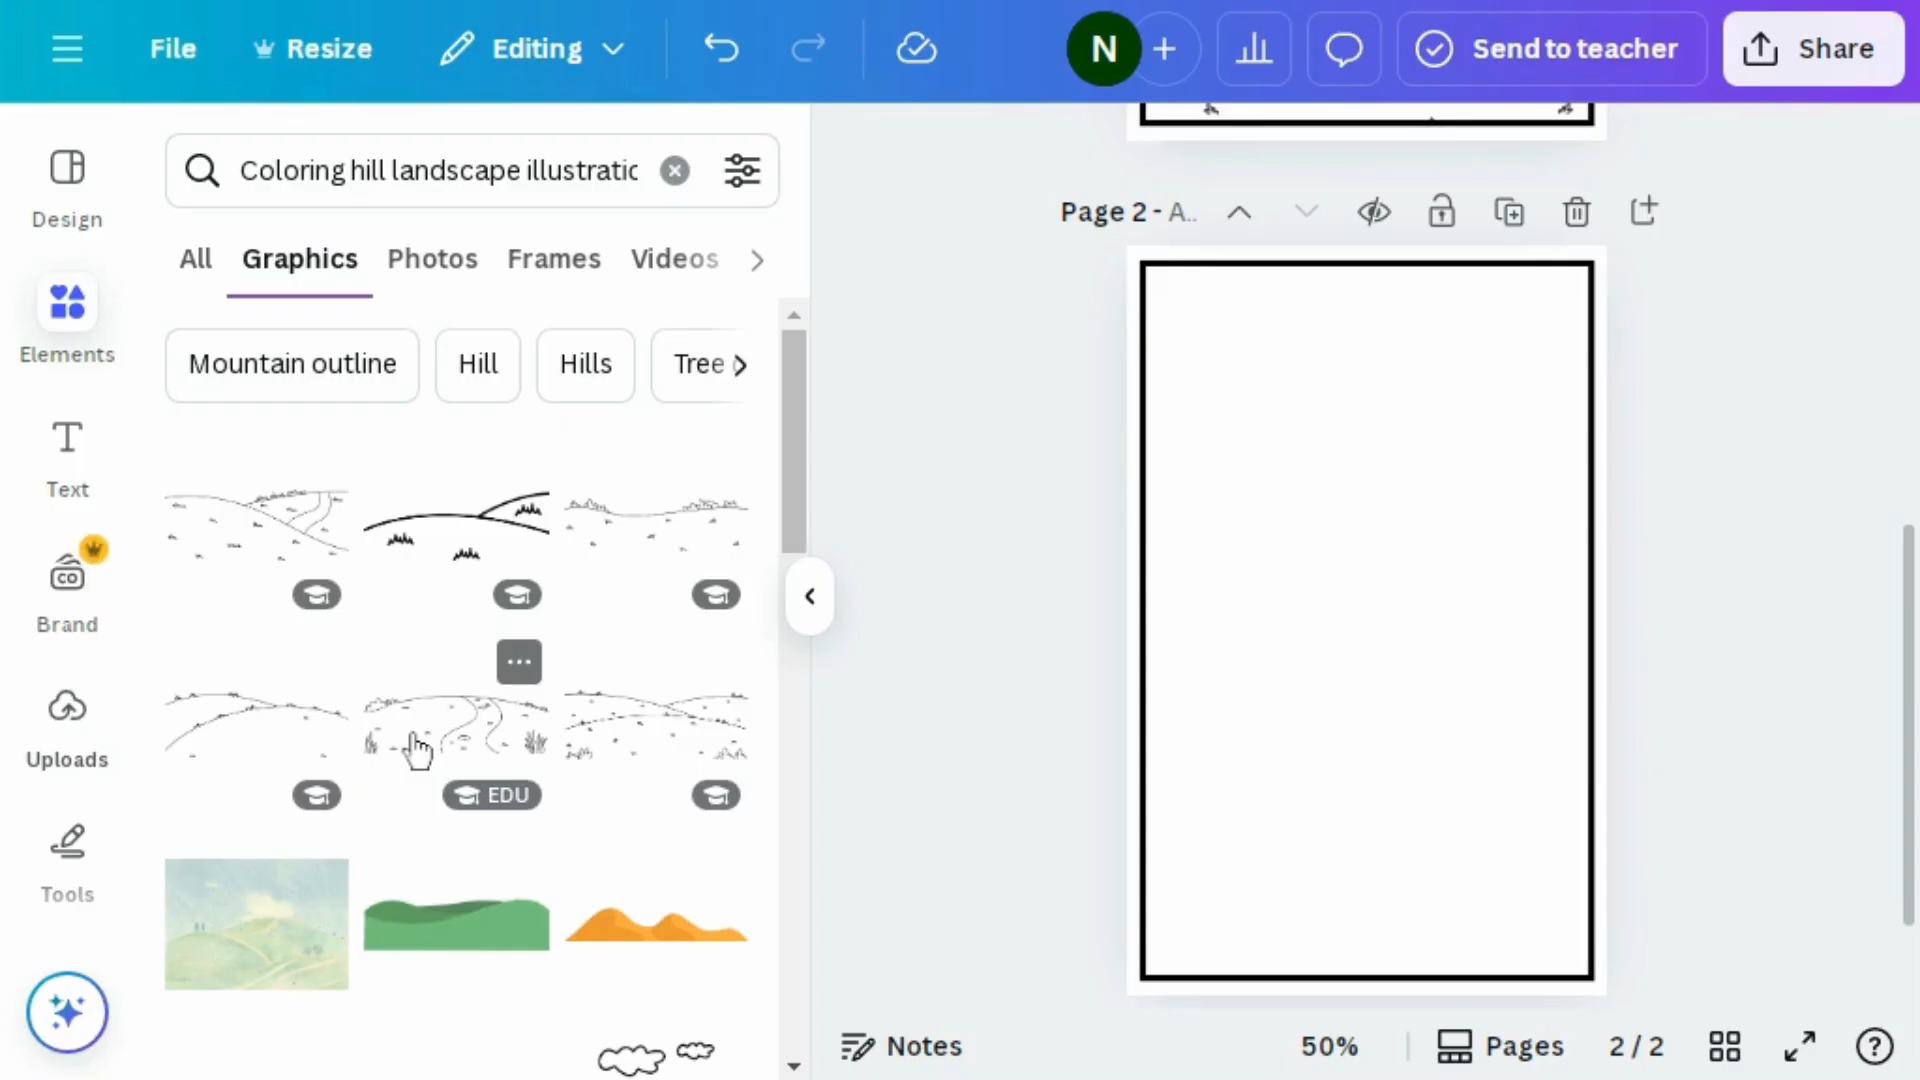 File
Resize
Editing
N
Send to teacher
Share
Design
Elements
Text
Brand
CO
Uploads
Tools
Coloring hill landscape illustratic
All
Graphics
Photos
Frames
Videos
Mountain outline
Hill
Hills
Tree
EDU
Page 2 - A..
Notes
50%
Pages
2 / 2
?